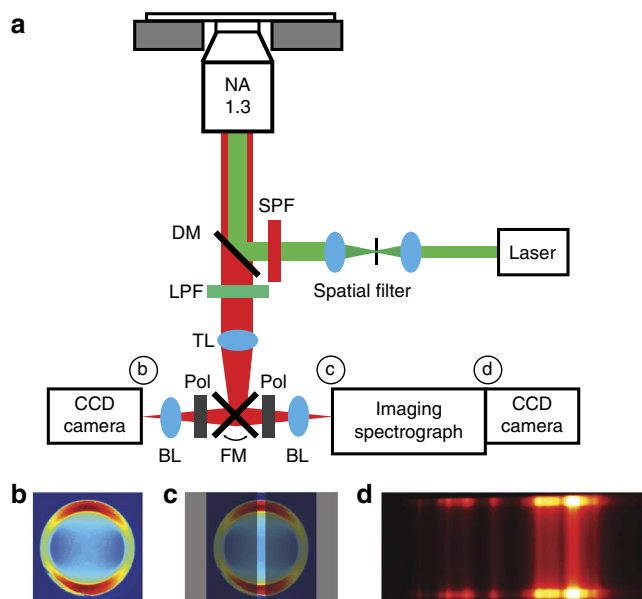 a
NA
1.3
SPF
DM
Laser
LPF
Spatial filter
TL
b
c
d
Pol
Pol
CCD
camera
Imaging
spectrograph
CCD
camera
BL
FM
BL
b
c
d